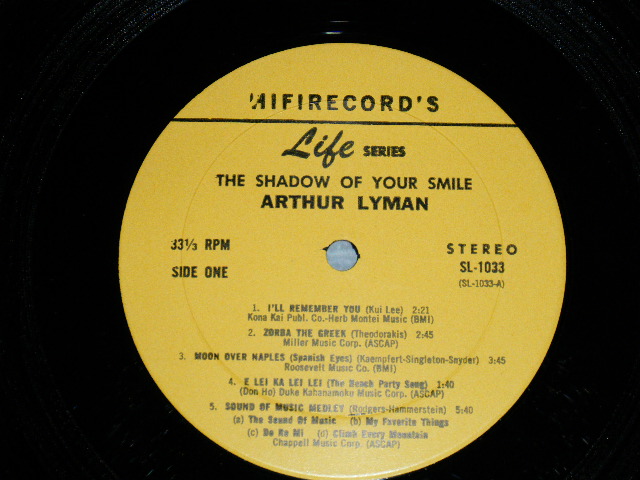 HIFIRECORD'S
Life SERIES
THE SHADOW OF YOUR SMILE
ARTHUR LYMAN
33⅓ RPM
SIDE ONE
STEREO
SL-1033
(SL-1033-A)
1. I'LL REMEMBER YOU (Kui Lee) 2:21
Kona Kai Publ. Co.-Herb Montei Music (BMI)
2. ZORBA THE GREEK (Theodorakis) 2:45
Miller Music Corp. (ASCAP)
3. MOON OVER NAPLES (Spanish Eyes) (Kaempfert-Singleton-Snyder) 3:45
Roosevelt Music Co. (BMI)
4. E LEI KA LEI LEI (The Beach Party Song) 1:40
(Don Ho) Duke Kahanamoku Music Corp. (ASCAP)
5. SOUND OF MUSIC MEDLEY (Rodgers-Hammerstein) 5:40
(a) The Sound Of Music (b) My Favorite Things
(c) Do Re Mi (d) Climb Every Mountain
Chappell Music Corp. (ASCAP)